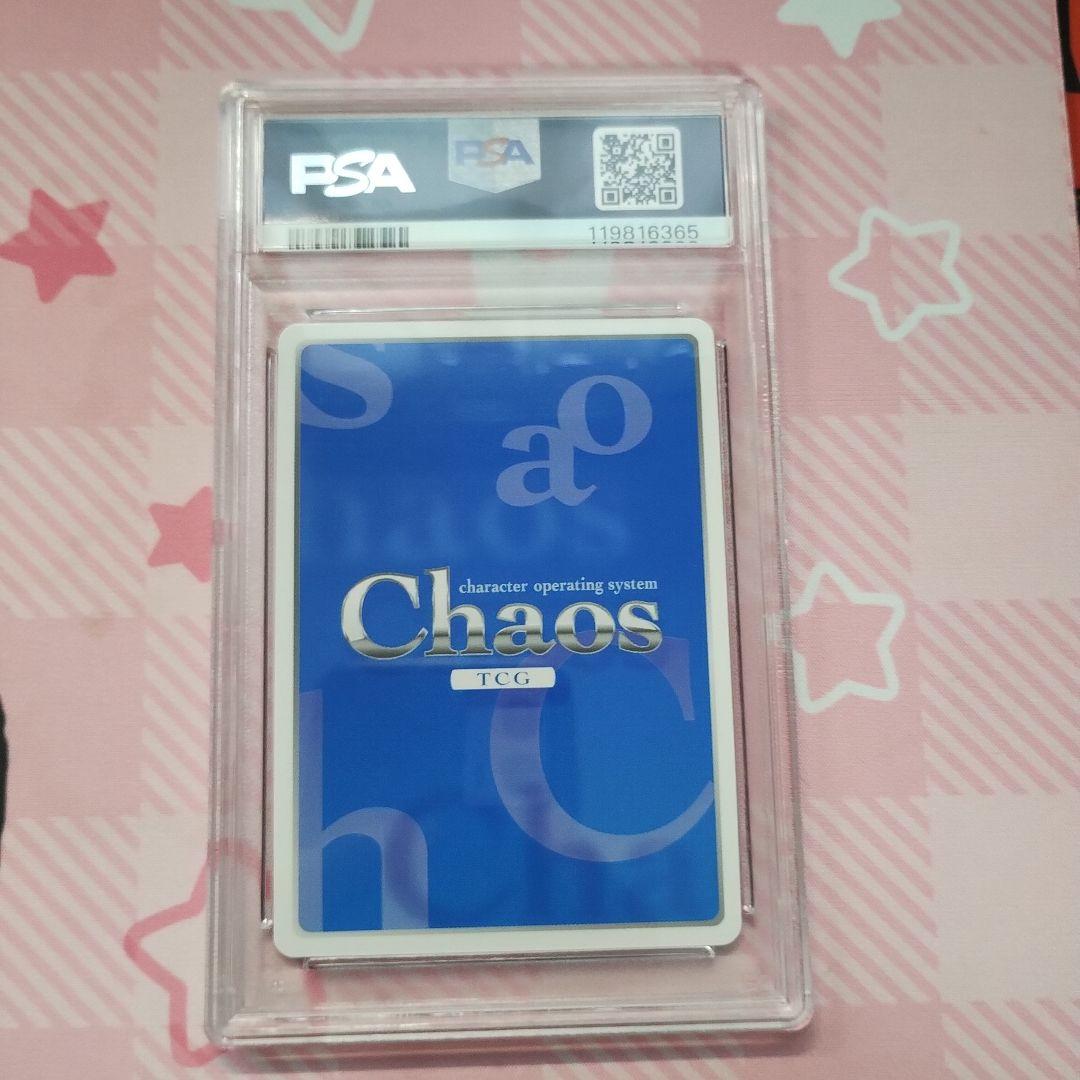 PSA
PSA
119816365
s
ao
character operating system
Chaos
TCG
C
h